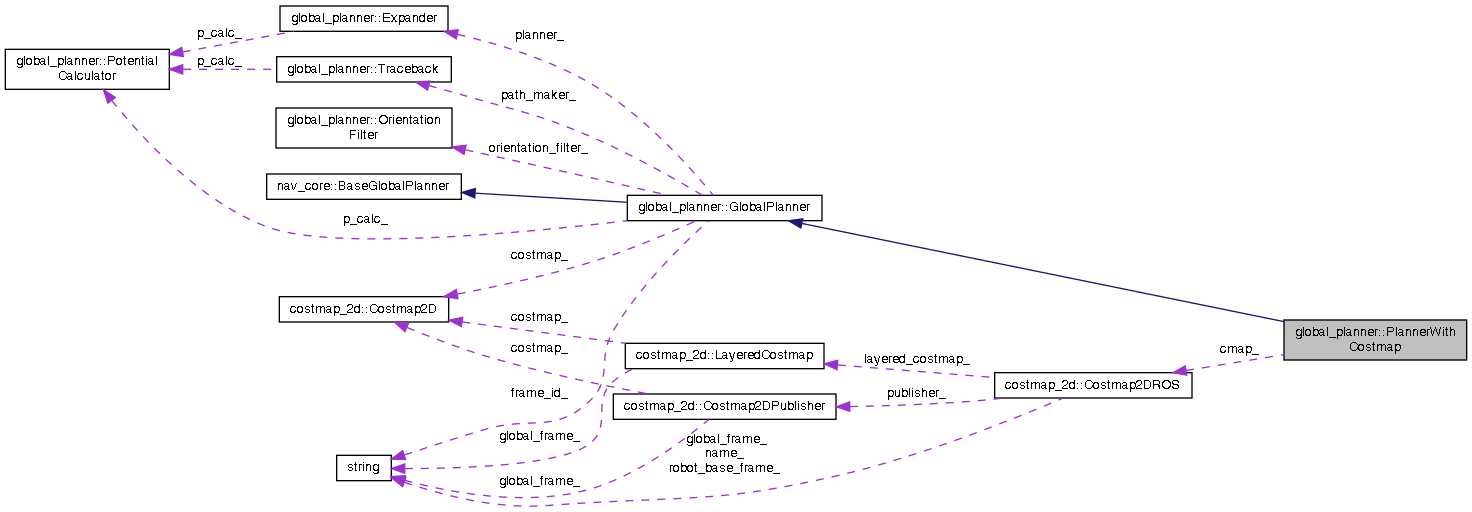 global_planner::Expander
p_calc_
planner_
global_planner::Potential
Calculator
p_calc_
global_planner::Traceback
path_maker_
global_planner::Orientation
Filter
orientation_filter_
nav_core::BaseGlobalPlanner
global_planner::GlobalPlanner
p_calc_
costmap_
costmap_2d::Costmap2D
costmap_
global_planner::PlannerWith
Costmap
costmap_
costmap_2d::LayeredCostmap
layered_costmap_
cmap_
costmap_2d::Costmap2DROS
frame_id_
costmap_2d::Costmap2DPublisher
publisher_
global_frame_
global_frame_
name_
robot_base_frame_
string
global_frame_